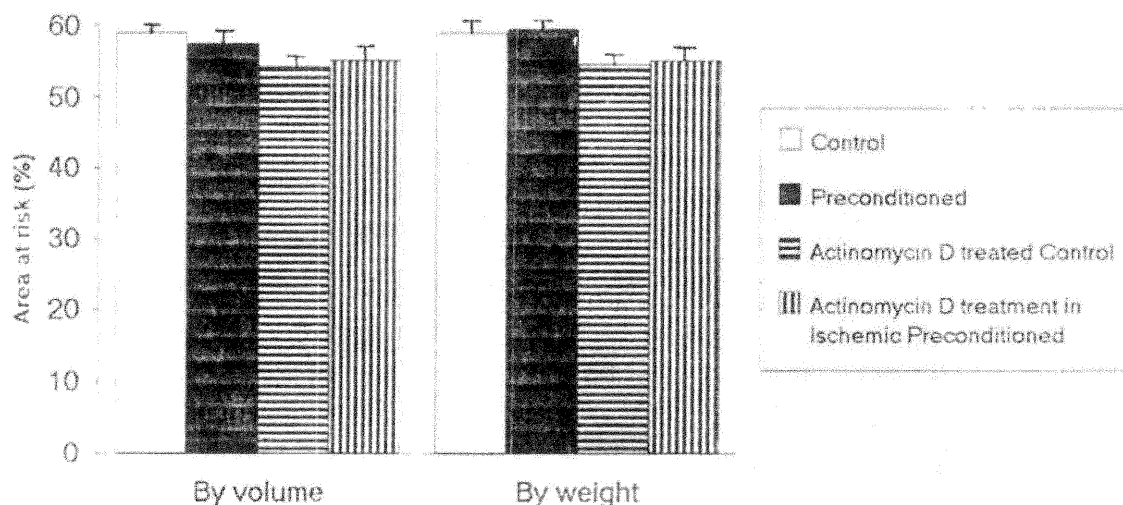 60
50
40
30
20
10
0
Area at risk (%)
By volume
By weight
Control
Preconditioned
Actinomycin D treated Control
Actinomycin D treatment in
Ischemic Preconditioned